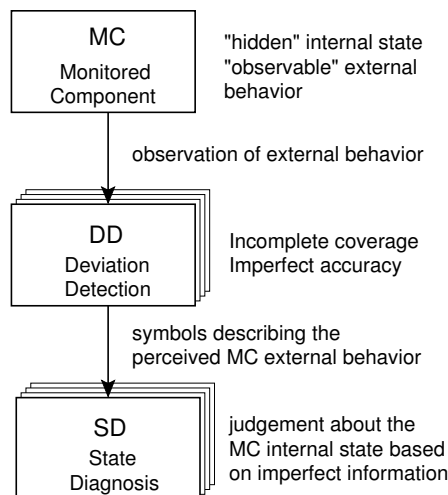 MC
Monitored
Component
"hidden" internal state
"observable" external
behavior
observation of external behavior
DD
Deviation
Detection
Incomplete coverage
Imperfect accuracy
symbols describing the
perceived MC external behavior
SD
State
Diagnosis
judgement about the
MC internal state based
on imperfect information